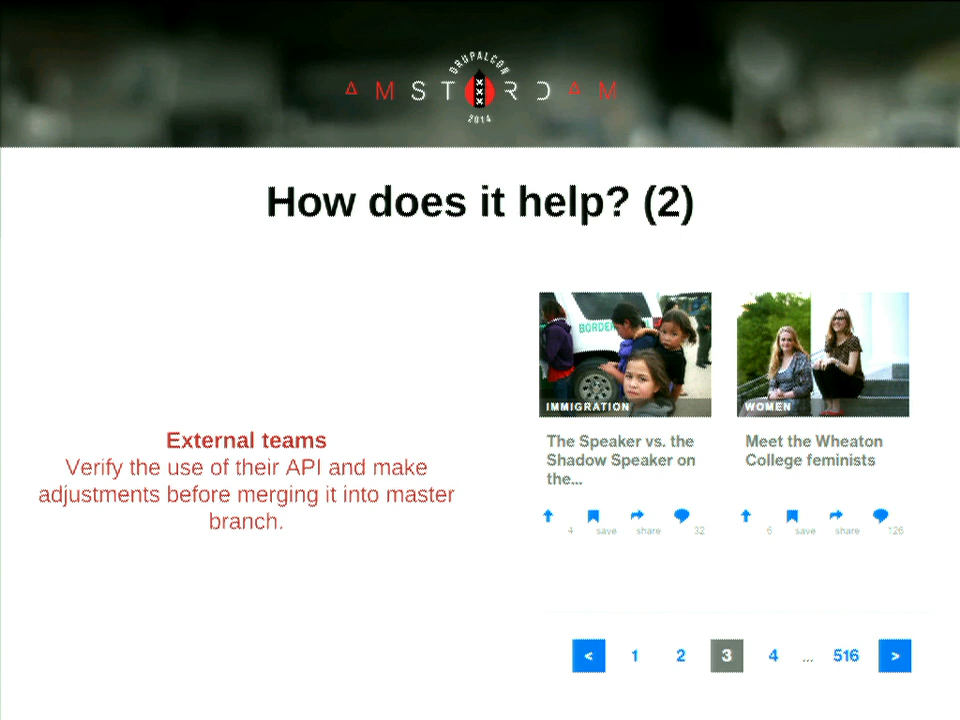 DRUPALCON
AMSTERDAM
2014
How does it help? (2)
External teams
Verify the use of their API and make
adjustments before merging it into master
branch.
BORDER
IMMIGRATION
The Speaker vs. the
Shadow Speaker on
the...
4 save share 32
WOMEN
Meet the Wheaton
College feminists
6 save share 126
< 1 2 3 4 ... 516 >